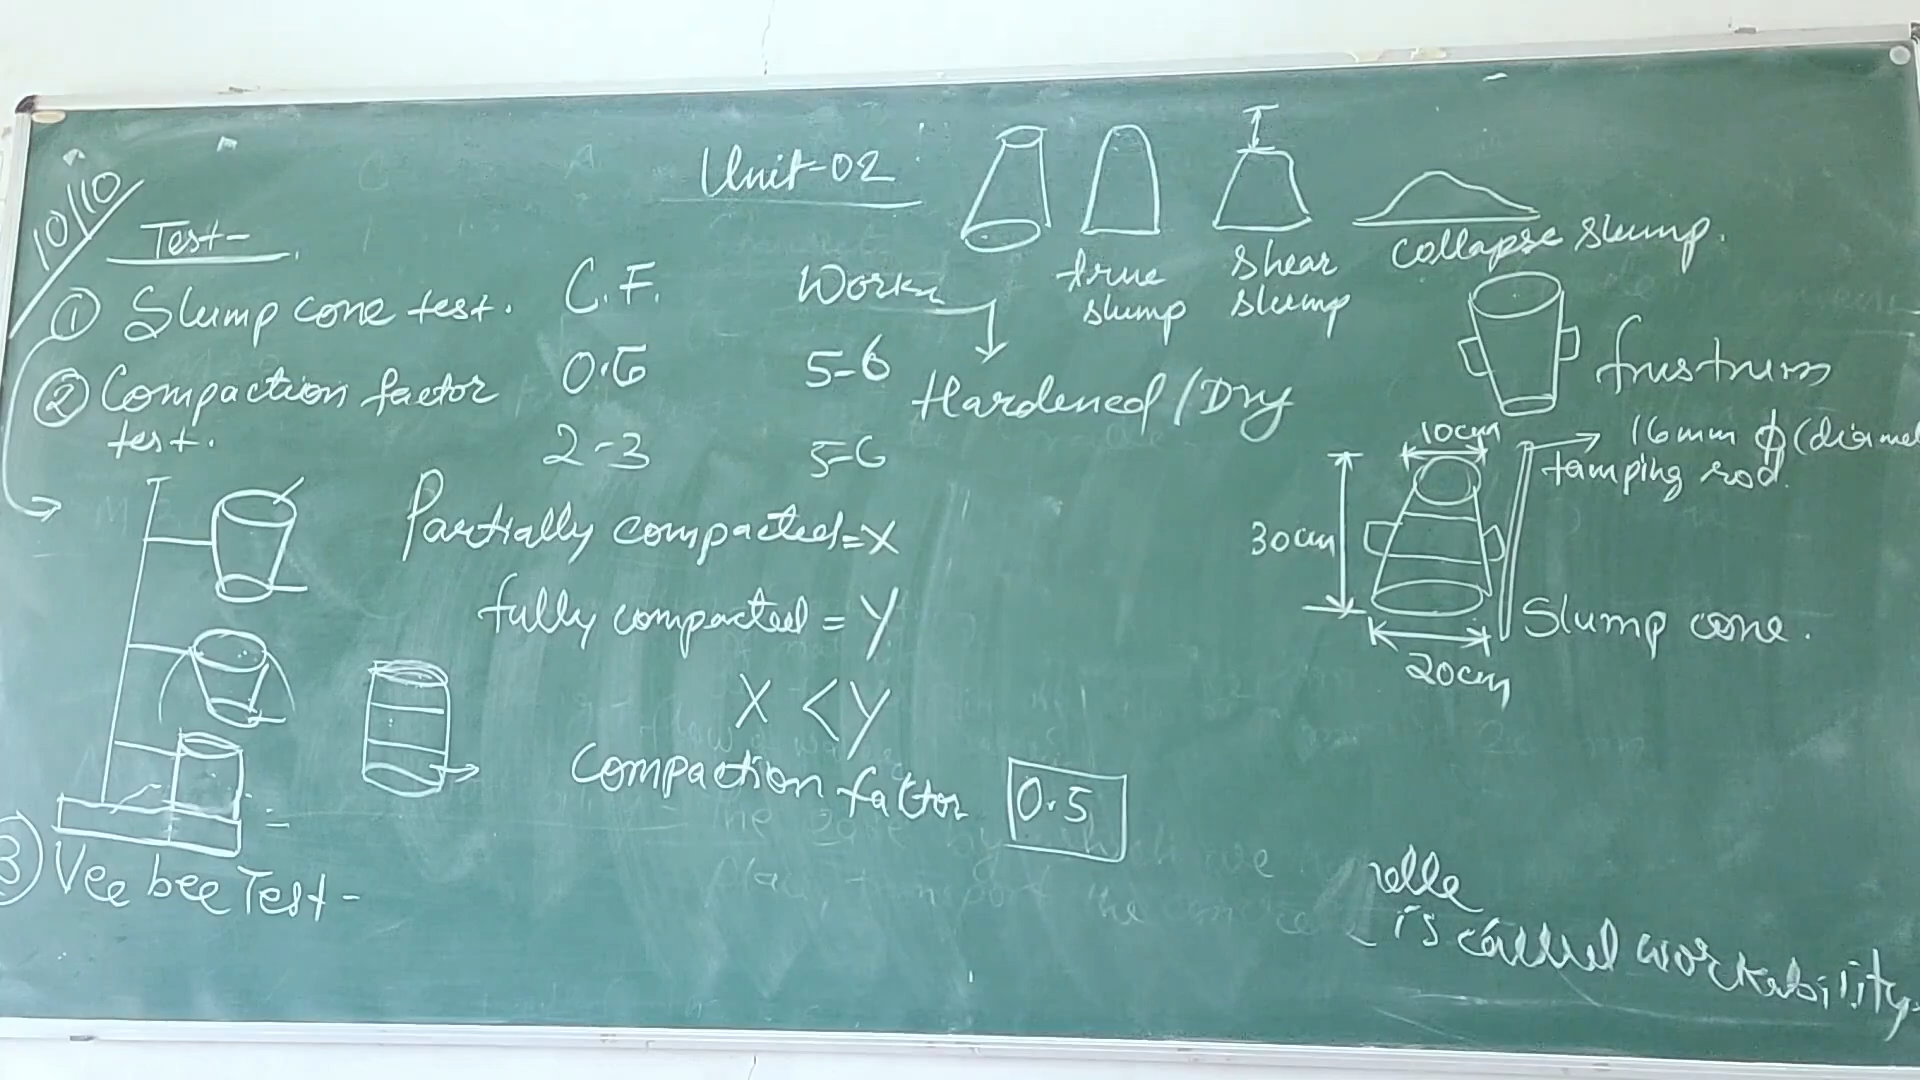 Unit-02
10/10
Test-
① Slump cone test.
② Compaction factor
test.
C.F.
0.6
2-3
5-6
5-6
Hardened/Dry
true
slump
shear
slump
collapse slump.
frustrum
10cm
30cm
20cm
16mm ϕ (diamet
tamping rod.
Slump cone.
Partially compacted = X
fully compacted = Y
X < Y
Compaction factor 0.5
③ Vee bee Test-
is called workability.